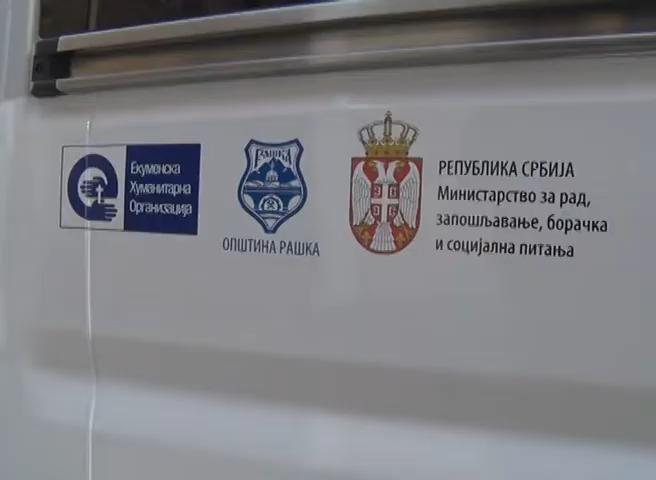 Екуменска
Хуманитарна
Организација
РАШКА
ОПШТИНА РАШКА
РЕПУБЛИКА СРБИЈА
Министарство за рад,
запошљавање, борачка
и социјална питања